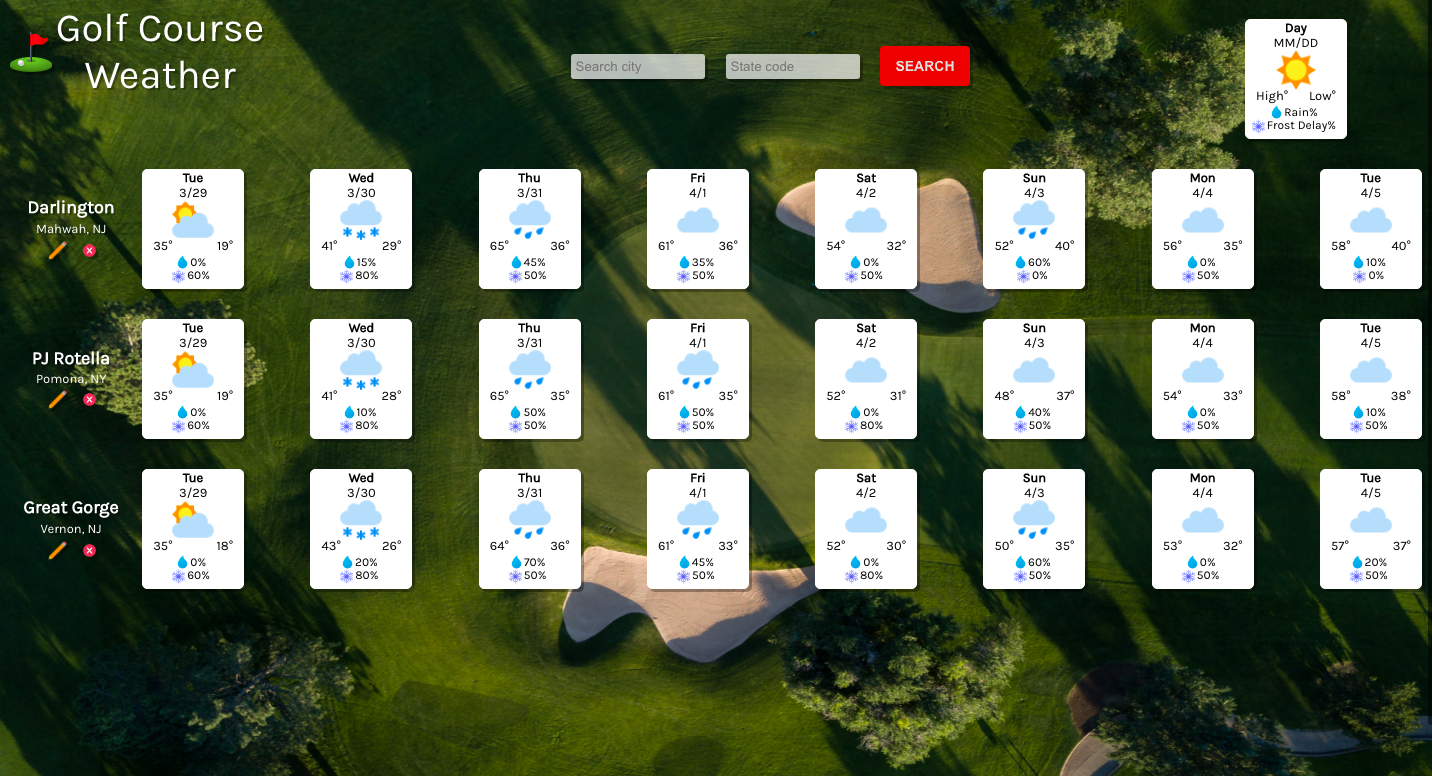 Golf Course
Weather
Search city
State code
SEARCH
Day
MM/DD
High° Low°
Rain%
Frost Delay%
Darlington
Mahwah, NJ
Tue
3/29
35° 19°
0%
60%
Wed
3/30
41° 29°
15%
80%
Thu
3/31
65° 36°
45%
50%
Fri
4/1
61° 36°
35%
50%
Sat
4/2
54° 32°
0%
50%
Sun
4/3
52° 40°
60%
0%
Mon
4/4
56° 35°
0%
50%
Tue
4/5
58° 40°
10%
0%
PJ Rotella
Pomona, NY
Tue
3/29
35° 19°
0%
60%
Wed
3/30
41° 28°
10%
80%
Thu
3/31
65° 35°
50%
50%
Fri
4/1
61° 35°
50%
50%
Sat
4/2
52° 31°
0%
80%
Sun
4/3
48° 37°
40%
50%
Mon
4/4
54° 33°
0%
50%
Tue
4/5
58° 38°
10%
50%
Great Gorge
Vernon, NJ
Tue
3/29
35° 18°
0%
60%
Wed
3/30
43° 26°
20%
80%
Thu
3/31
64° 36°
70%
50%
Fri
4/1
61° 33°
45%
50%
Sat
4/2
52° 30°
0%
80%
Sun
4/3
50° 35°
60%
50%
Mon
4/4
53° 32°
0%
50%
Tue
4/5
57° 37°
20%
50%